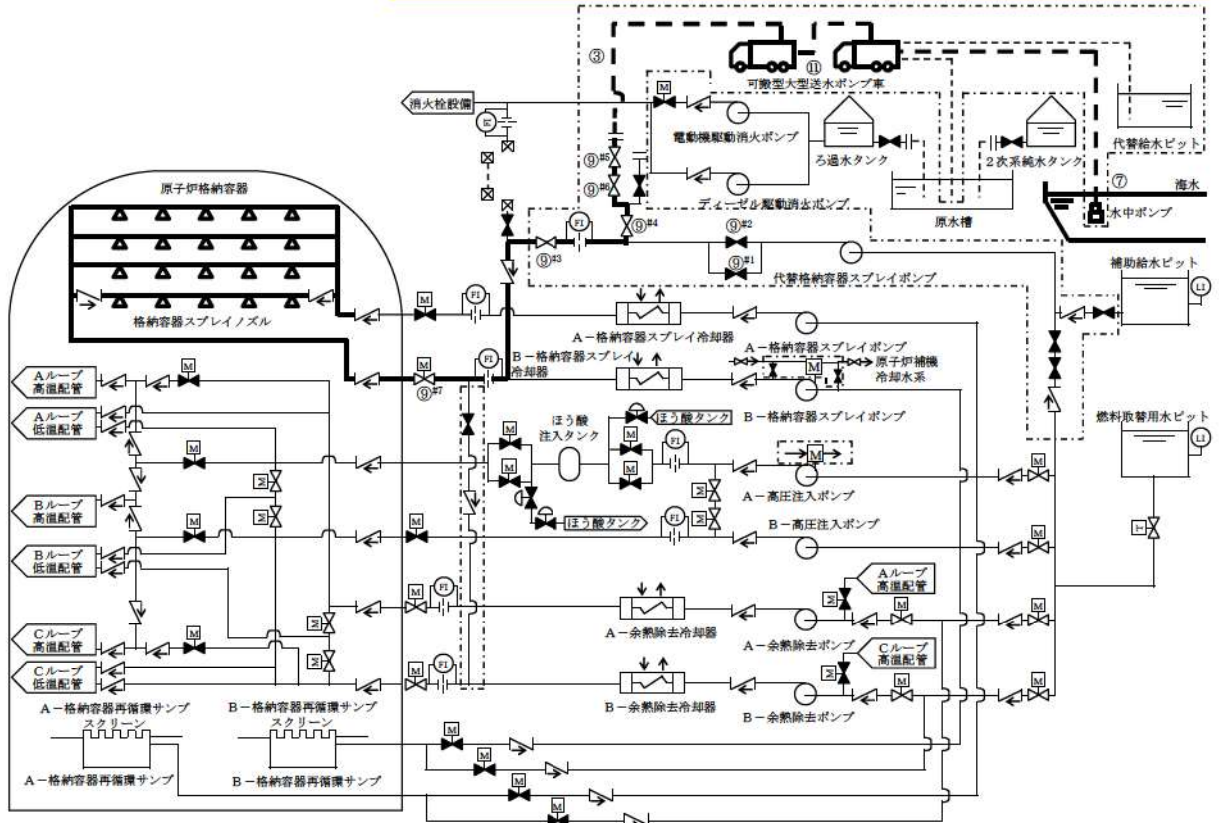 ③
⑪
可搬型大型送水ポンプ車
M
消火栓設備
FI
電動機駆動消火ポンプ
ろ過水タンク
2次系純水タンク
代替給水ピット
⑨#5
⑨#6
ディーゼル駆動消火ポンプ
原水槽
⑦
海水
水中ポンプ
原子炉格納容器
FI
⑨#4
⑨#2
⑨#3
⑨#1
代替格納容器スプレイポンプ
補助給水ピット
LI
格納容器スプレイノズル
M
FI
A-格納容器スプレイ冷却器
A-格納容器スプレイポンプ
B-格納容器スプレイ
冷却器
FI
M
原子炉補機
冷却水系
Aループ
高温配管
M
M
⑨#7
B-格納容器スプレイポンプ
燃料取替用水ピット
LI
Aループ
低温配管
ほう酸
注入タンク
ほう酸タンク
M
M
FI
M
M
M
M
M
M
A-高圧注入ポンプ
M
Bループ
高温配管
M
M
M
M
ほう酸タンク
FI
B-高圧注入ポンプ
M
T
Bループ
低温配管
Aループ
高温配管
M
FI
M
M
M
M
A-余熱除去冷却器
A-余熱除去ポンプ
Cループ
高温配管
M
M
Cループ
高温配管
Cループ
低温配管
M
FI
M
M
M
B-余熱除去冷却器
B-余熱除去ポンプ
A-格納容器再循環サンプ
スクリーン
B-格納容器再循環サンプ
スクリーン
M
M
A-格納容器再循環サンプ
B-格納容器再循環サンプ
M
M